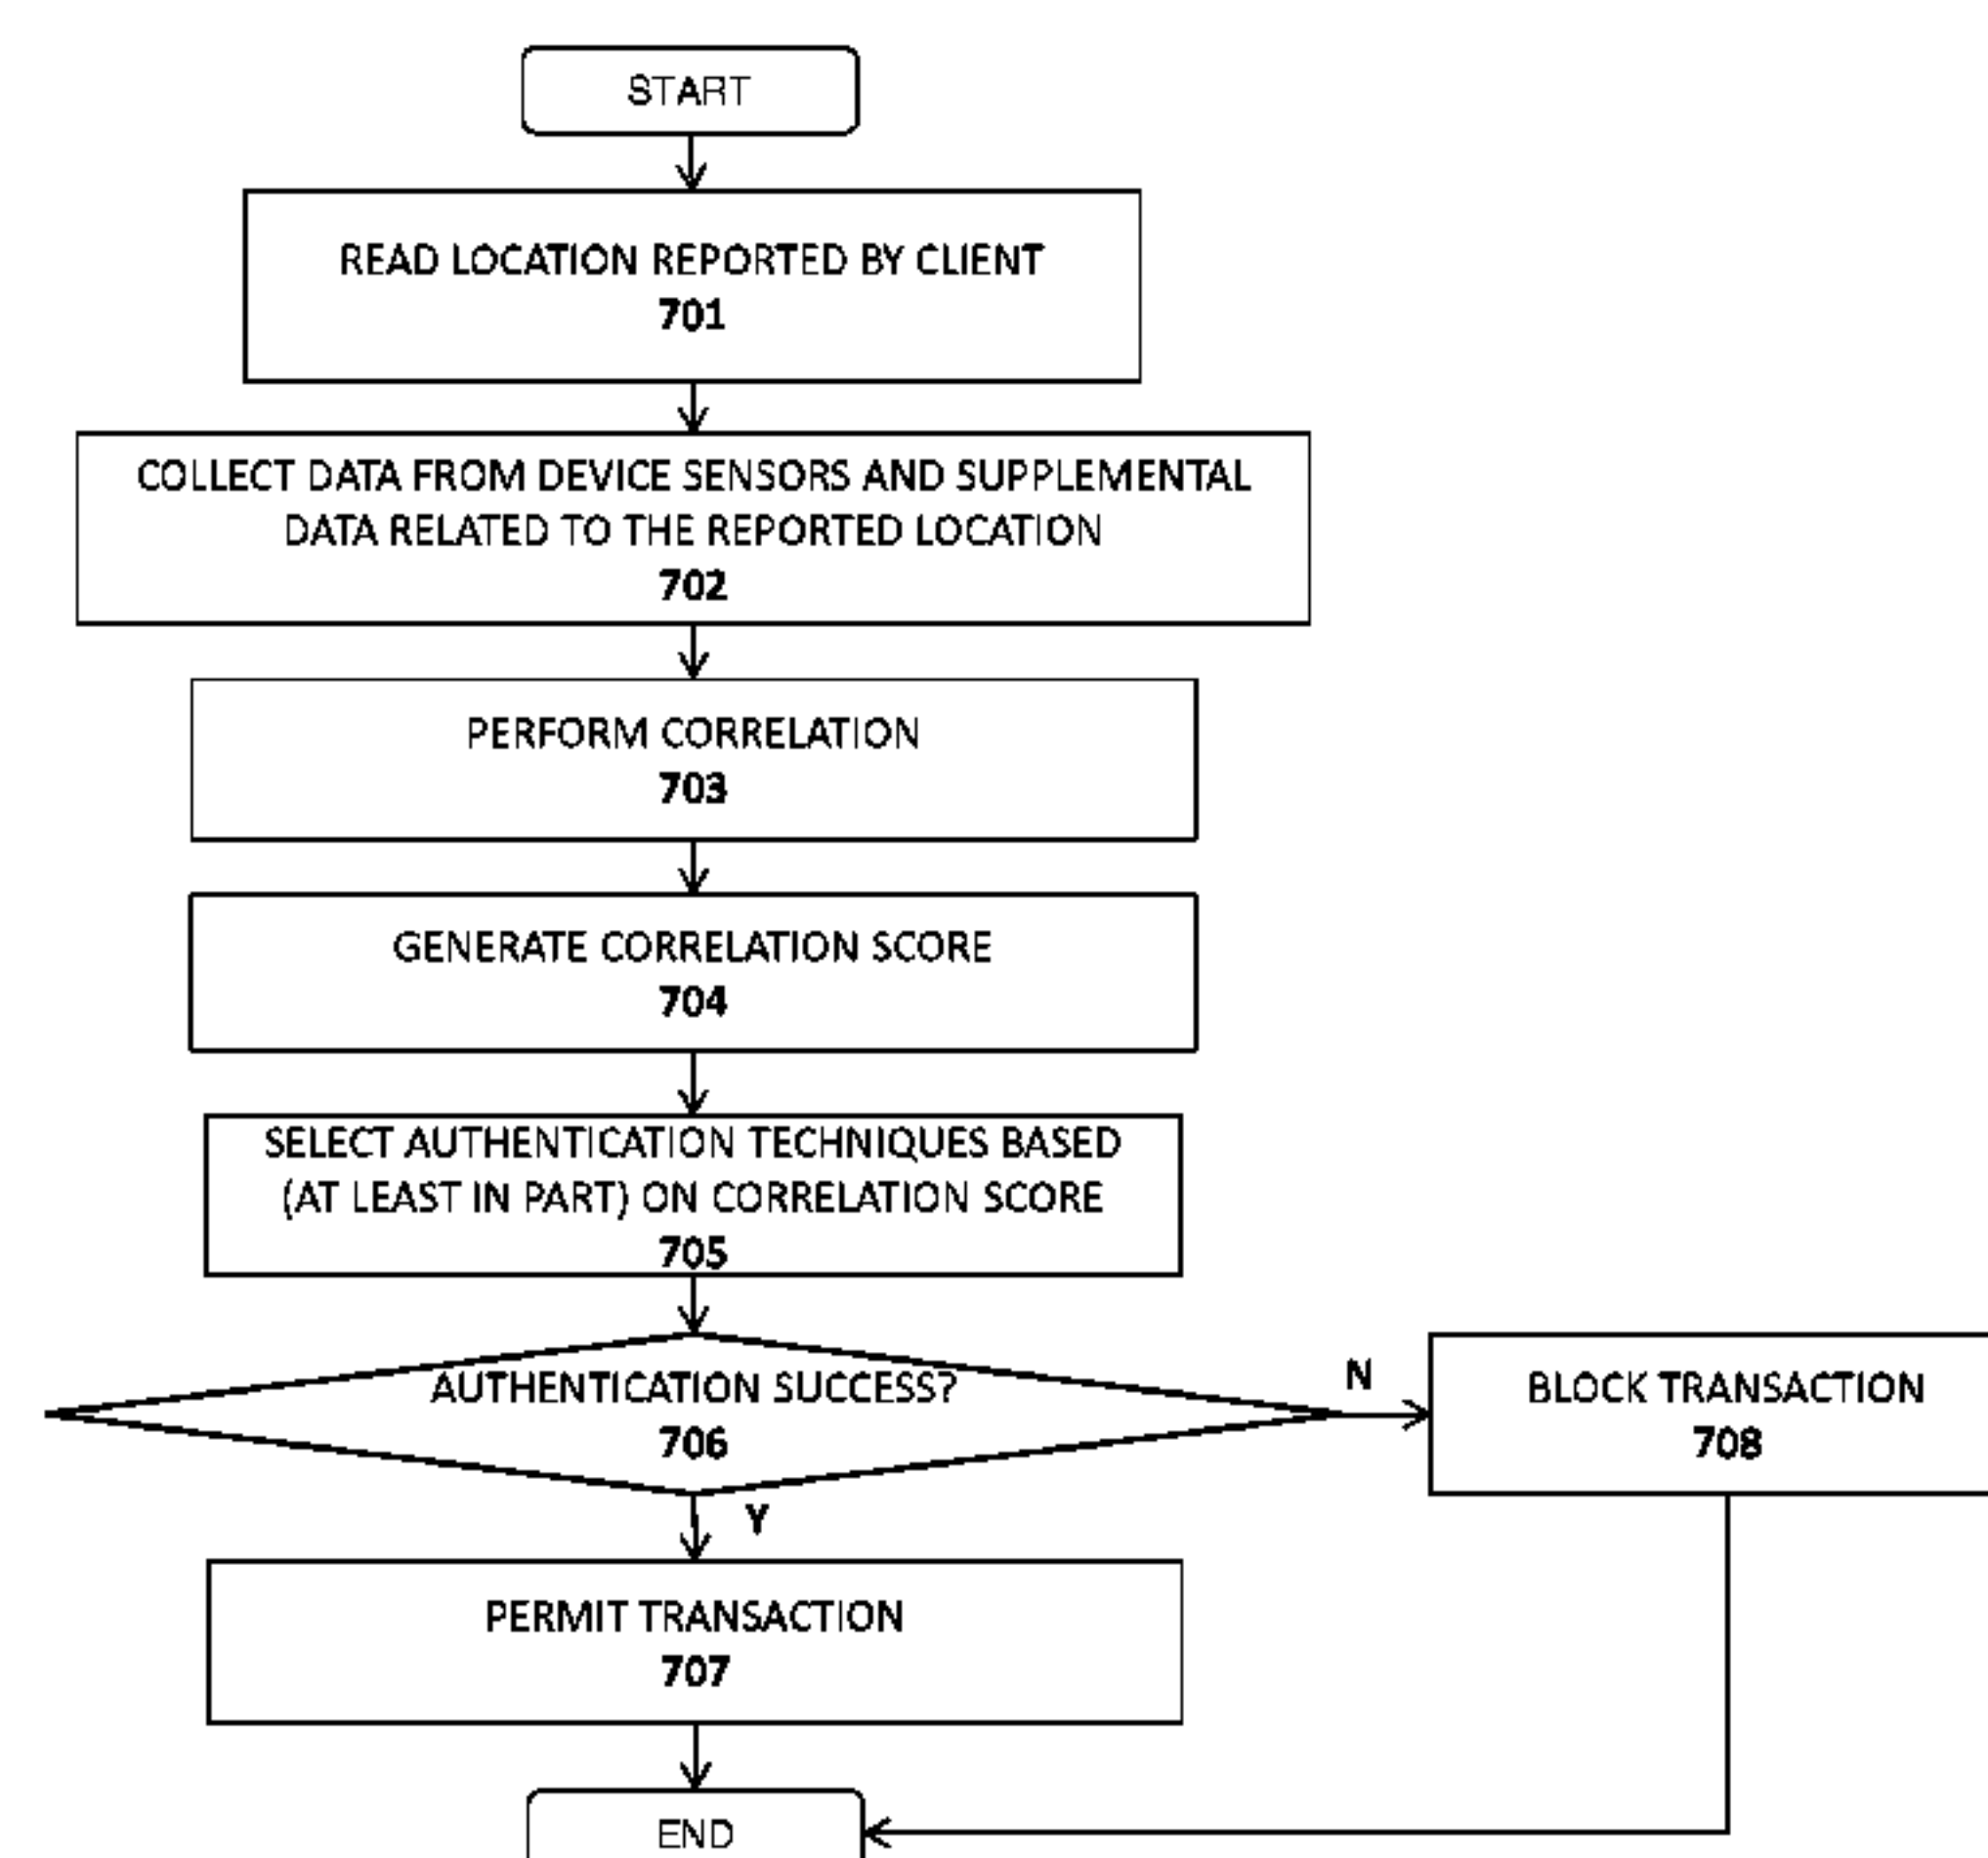 START
READ LOCATION REPORTED BY CLIENT
701
COLLECT DATA FROM DEVICE SENSORS AND SUPPLEMENTAL
DATA RELATED TO THE REPORTED LOCATION
702
PERFORM CORRELATION
703
GENERATE CORRELATION SCORE
704
SELECT AUTHENTICATION TECHNIQUES BASED
(AT LEAST IN PART) ON CORRELATION SCORE
705
AUTHENTICATION SUCCESS?
706
N
BLOCK TRANSACTION
708
Y
PERMIT TRANSACTION
707
END